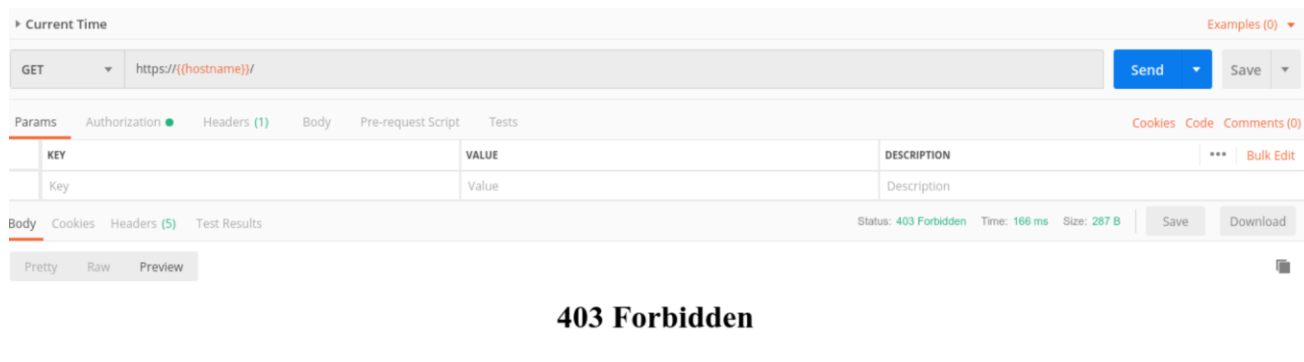 Current Time Examples (0)
GET https://{{hostname}}/ Send Save
Params Authorization Headers (1) Body Pre-request Script Tests Cookies Code Comments (0)
KEY VALUE DESCRIPTION ••• Bulk Edit
Key Value Description
Body Cookies Headers (5) Test Results Status: 403 Forbidden Time: 166 ms Size: 287 B Save Download
Pretty Raw Preview
403 Forbidden